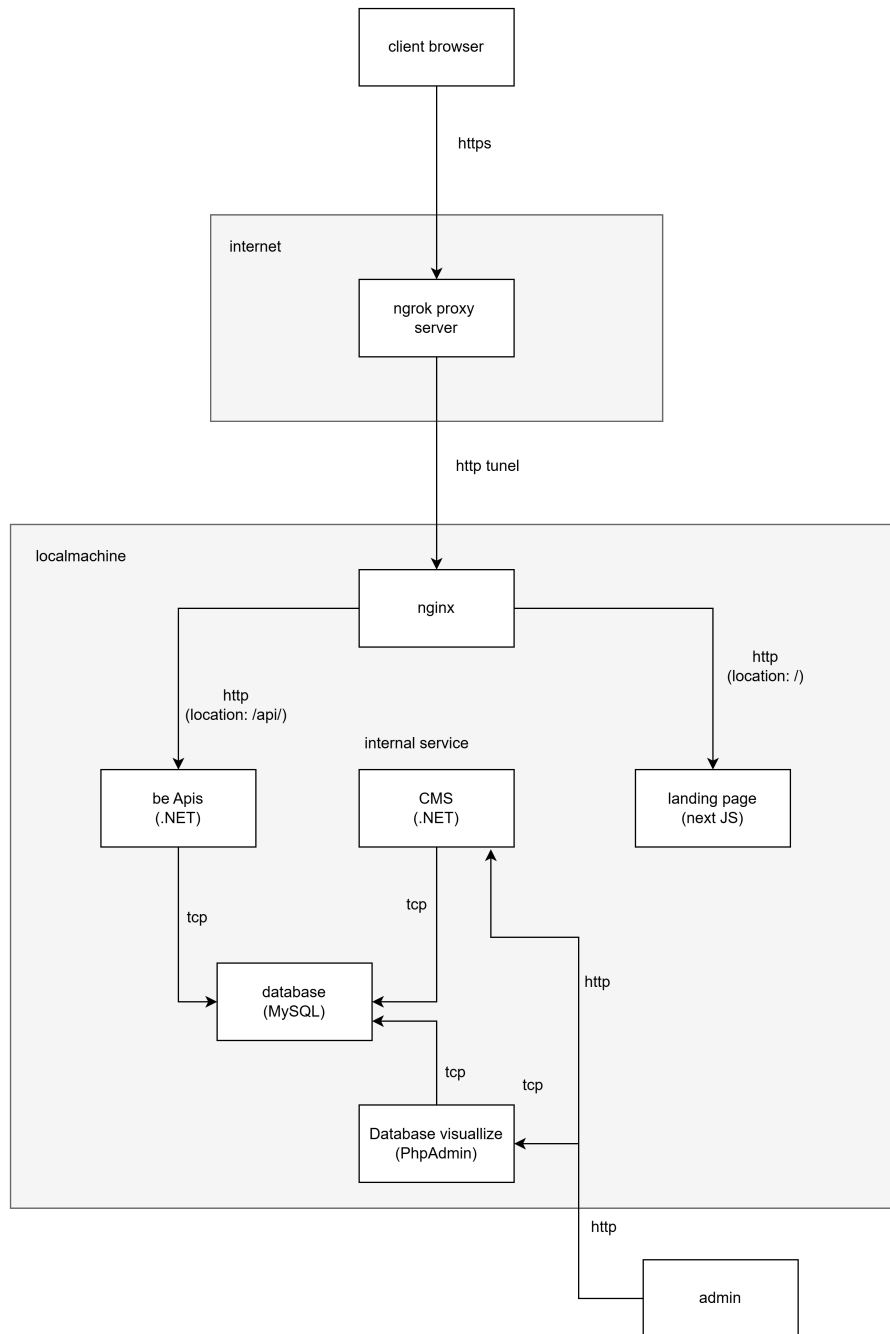 client browser
https
internet
ngrok proxy
server
http tunel
localmachine
nginx
http
(location: /api/)
http
(location: /)
internal service
be Apis
(.NET)
CMS
(.NET)
landing page
(next JS)
tcp
tcp
database
(MySQL)
http
tcp
tcp
Database visuallize
(PhpAdmin)
http
admin